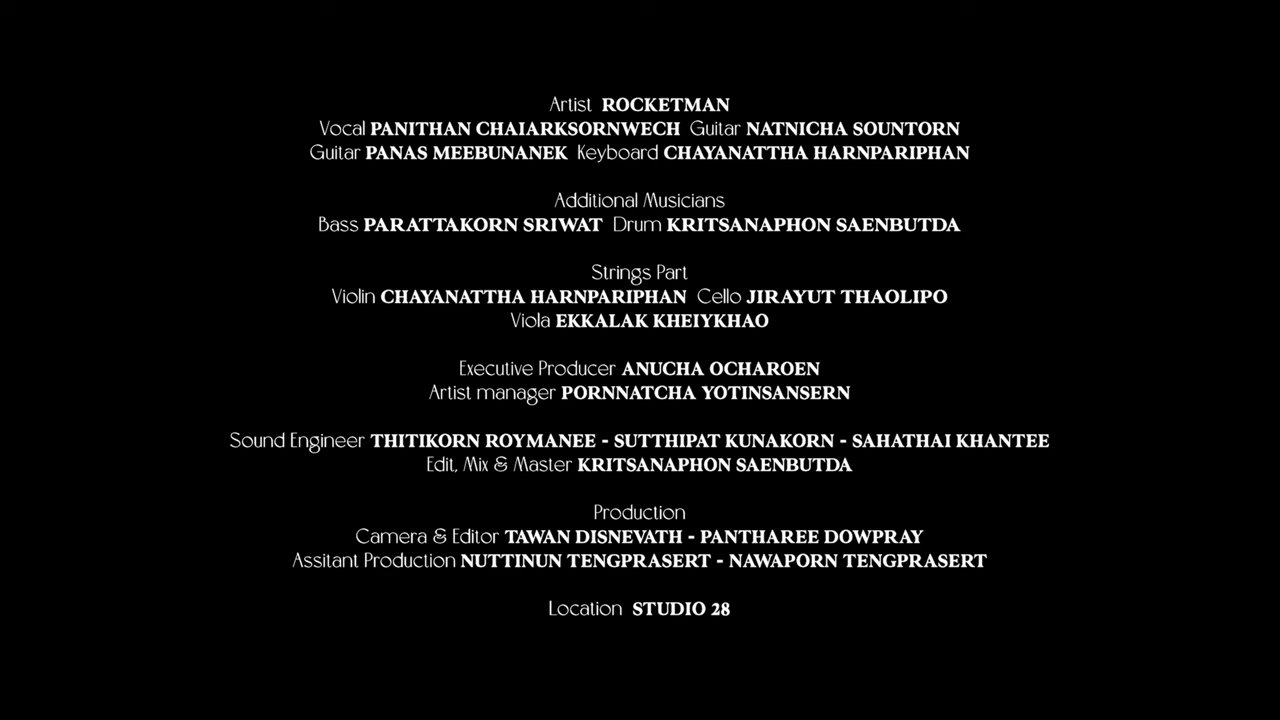 Artist ROCKETMAN
Vocal PANITHAN CHAIARKSORNWECH Guitar NATNICHA SOUNTORN
Guitar PANAS MEEBUNANEK Keyboard CHAYANATTHA HARNPARIPHAN
Additional Musicians
Bass PARATTAKORN SRIWAT Drum KRITSANAPHON SAENBUTDA
Strings Part
Violin CHAYANATTHA HARNPARIPHAN Cello JIRAYUT THAOLIPO
Viola EKKALAK KHEIYKHAO
Executive Producer ANUCHA OCHAROEN
Artist manager PORNNATCHA YOTINSANSERN
Sound Engineer THITIKORN ROYMANEE - SUTTHIPAT KUNAKORN - SAHATHAI KHANTEE
Edit, Mix & Master KRITSANAPHON SAENBUTDA
Production
Camera & Editor TAWAN DISNEVATH - PANTHAREE DOWPRAY
Assitant Production NUTTINUN TENGPRASERT - NAWAPORN TENGPRASERT
Location STUDIO 28